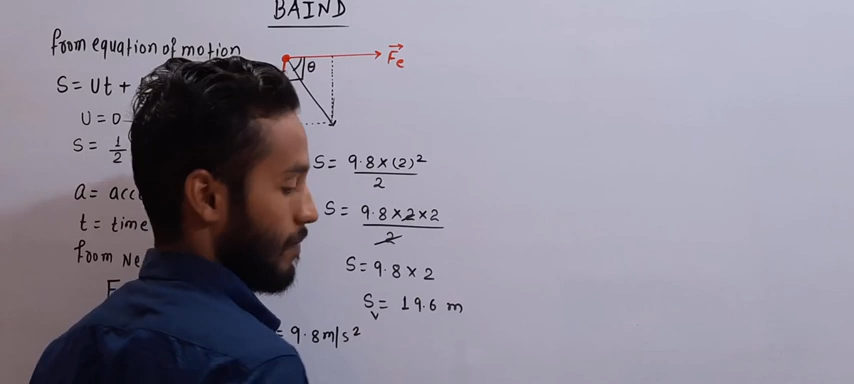 BAIND
from equation of motion
S = Ut +
U = 0
S = 1/2
a = acc
t = time
from Ne
F
θ
F⃗e
S = 9.8 × (2)² / 2
S = 9.8 × 2 × 2 / 2
S = 9.8 × 2
Sv = 19.6 m
= 9.8 m/s²